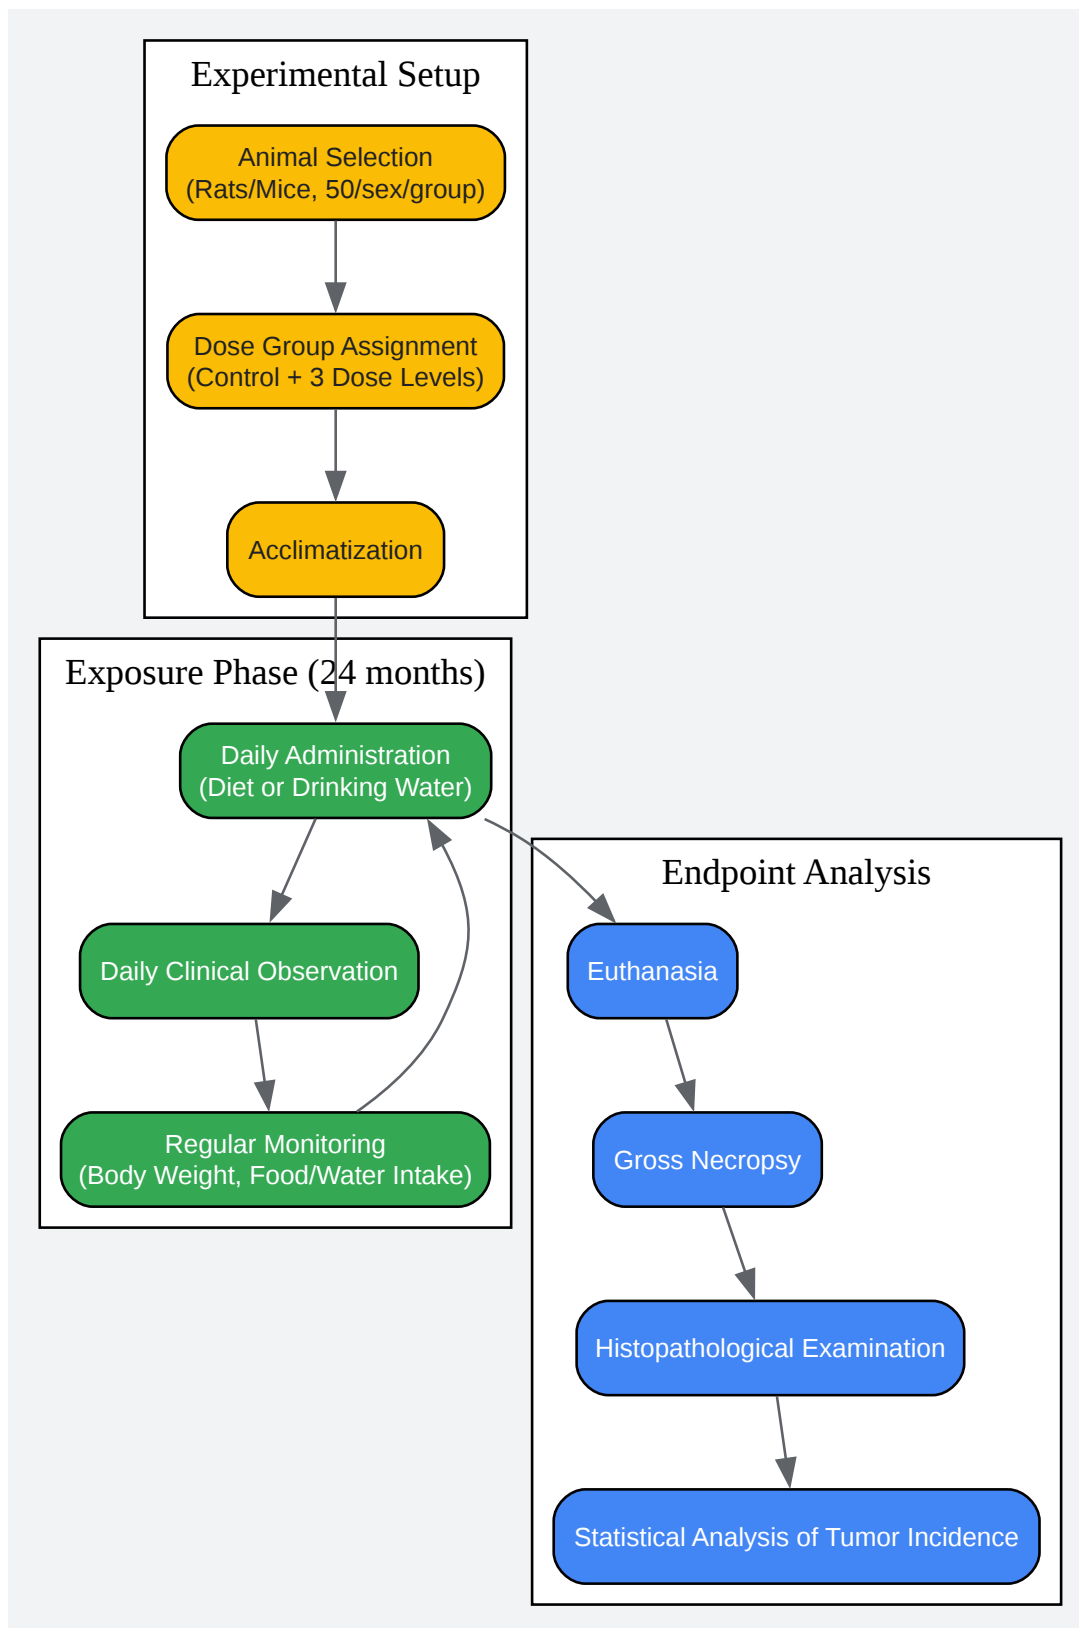 Experimental Setup
Animal Selection
(Rats/Mice, 50/sex/group)
Dose Group Assignment
(Control + 3 Dose Levels)
Acclimatization
Exposure Phase (24 months)
Daily Administration
(Diet or Drinking Water)
Daily Clinical Observation
Regular Monitoring
(Body Weight, Food/Water Intake)
Endpoint Analysis
Euthanasia
Gross Necropsy
Histopathological Examination
Statistical Analysis of Tumor Incidence